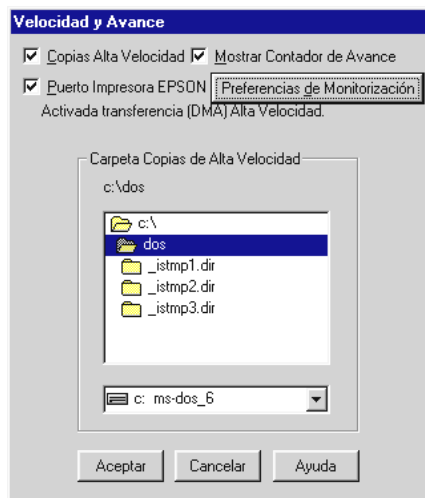 Velocidad y Avance
Copias Alta Velocidad Mostrar Contador de Avance
Puerto Impresora EPSON Preferencias de Monitorización
Activada transferencia (DMA) Alta Velocidad.
Carpeta Copias de Alta Velocidad
c:\dos
c:\
dos
_istmp1.dir
_istmp2.dir
_istmp3.dir
c: ms-dos_6
Aceptar Cancelar Ayuda